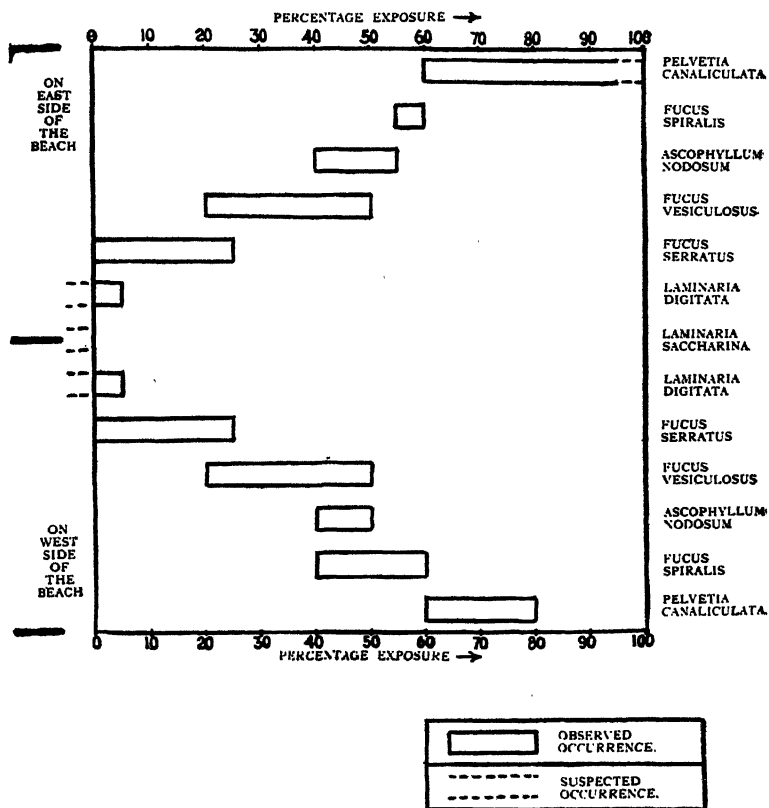 PERCENTAGE EXPOSURE →
0 10 20 30 40 50 60 70 80 90 100
ON
EAST
SIDE
OF
THE
BEACH
PELVETIA
CANALICULATA.
FUCUS
SPIRALIS
ASCOPHYLLUM
NODOSUM
FUCUS
VESICULOSUS.
FUCUS
SERRATUS
LAMINARIA
DIGITATA
LAMINARIA
SACCHARINA.
LAMINARIA
DIGITATA
FUCUS
SERRATUS
FUCUS
VESICULOSUS
ASCOPHYLLUM
NODOSUM
FUCUS
SPIRALIS
PELVETIA
CANALICULATA.
ON
WEST
SIDE
OF
THE
BEACH
0 10 20 30 40 50 60 70 80 90 100
PERCENTAGE EXPOSURE →
OBSERVED
OCCURRENCE.
SUSPECTED
OCCURRENCE.